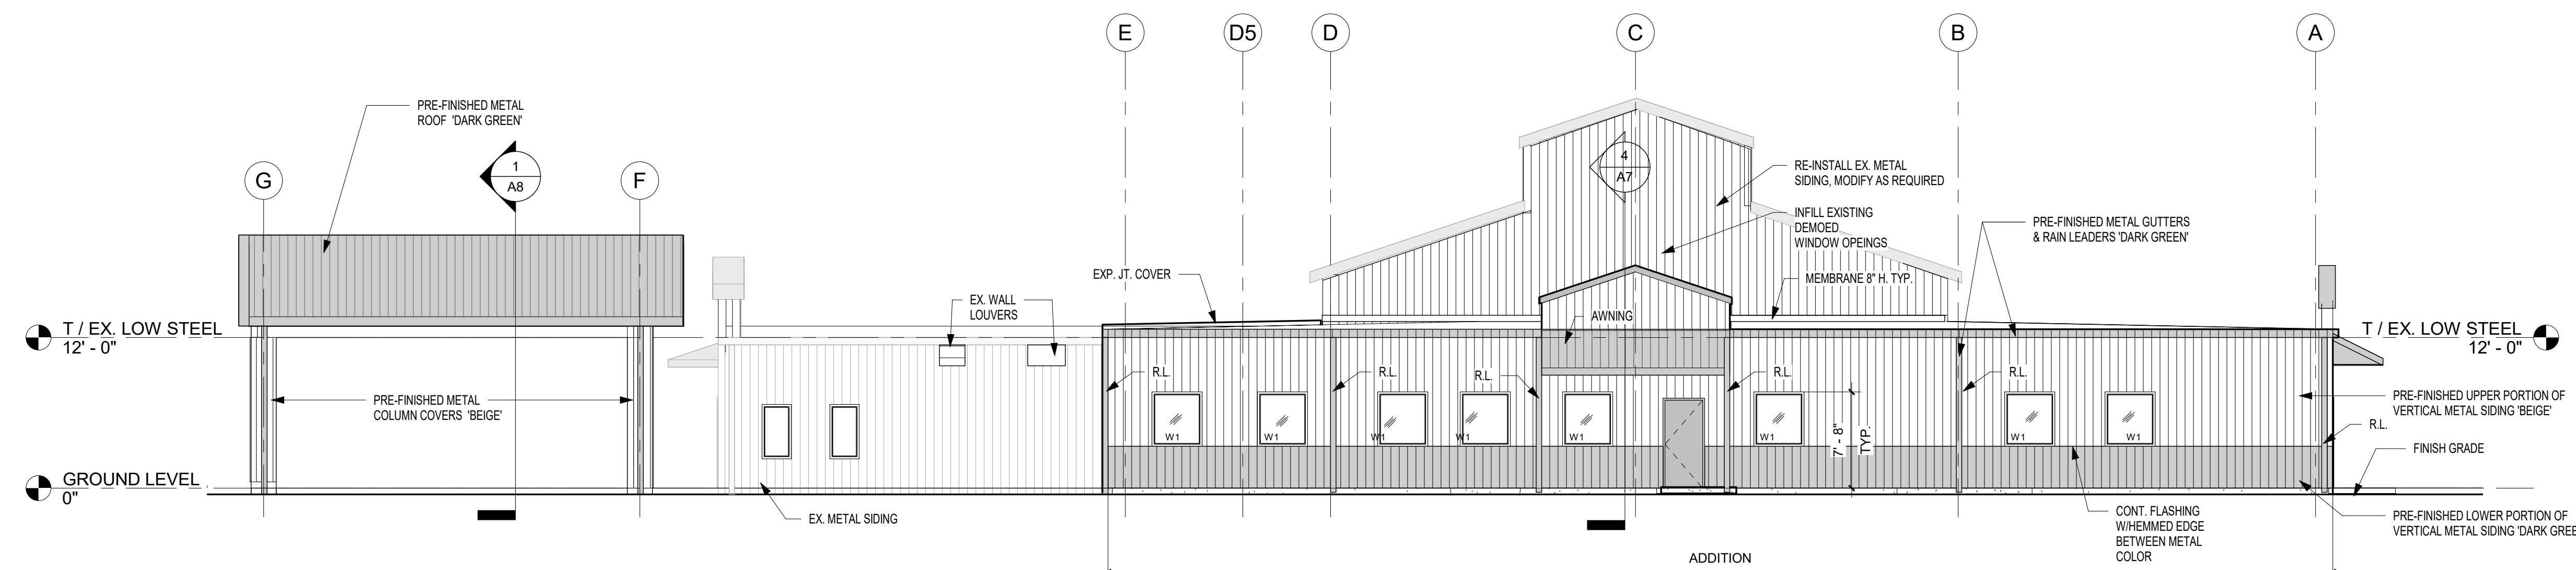 E
D5
D
C
B
A
G
F
1
A8
4
A7
PRE-FINISHED METAL
ROOF 'DARK GREEN'
RE-INSTALL EX. METAL
SIDING, MODIFY AS REQUIRED
INFILL EXISTING
DEMOED
WINDOW OPEINGS
PRE-FINISHED METAL GUTTERS
& RAIN LEADERS 'DARK GREEN'
EXP. JT. COVER
MEMBRANE 8" H. TYP.
EX. WALL
LOUVERS
AWNING
T / EX. LOW STEEL
12' - 0"
T / EX. LOW STEEL
12' - 0"
R.L.
R.L.
R.L.
R.L.
R.L.
PRE-FINISHED METAL
COLUMN COVERS 'BEIGE'
PRE-FINISHED UPPER PORTION OF
VERTICAL METAL SIDING 'BEIGE'
R.L.
W1
W1
W1
W1
W1
W1
W1
W1
7' - 8"
TYP.
FINISH GRADE
GROUND LEVEL
0"
EX. METAL SIDING
CONT. FLASHING
W/HEMMED EDGE
BETWEEN METAL
COLOR
PRE-FINISHED LOWER PORTION OF
VERTICAL METAL SIDING 'DARK GREE
ADDITION